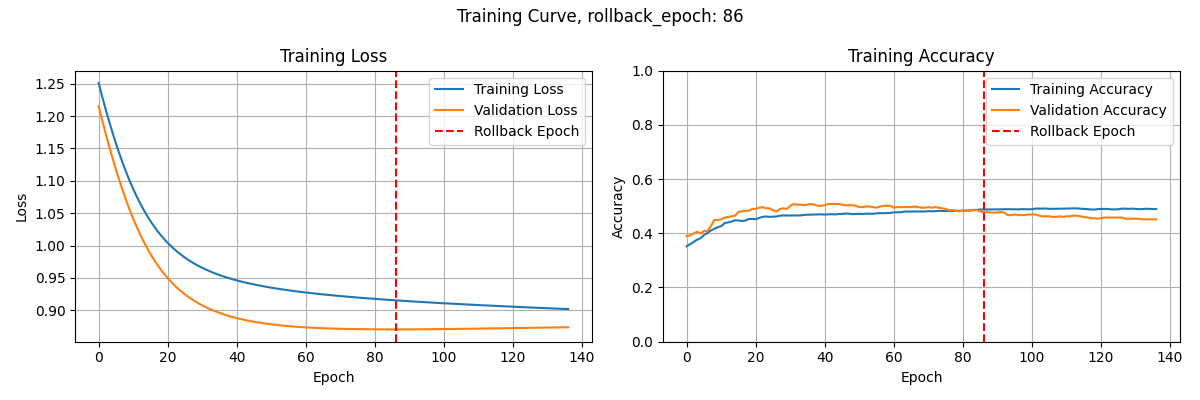 Training Curve, rollback_epoch: 86
Training Loss
1.25
1.20
1.15
1.10
1.05
1.00
0.95
0.90
Loss
0
20
40
60
80
100
120
140
Epoch
Training Loss
Validation Loss
Rollback Epoch
Training Accuracy
1.0
0.8
0.6
0.4
0.2
0.0
Accuracy
0
20
40
60
80
100
120
140
Epoch
Training Accuracy
Validation Accuracy
Rollback Epoch